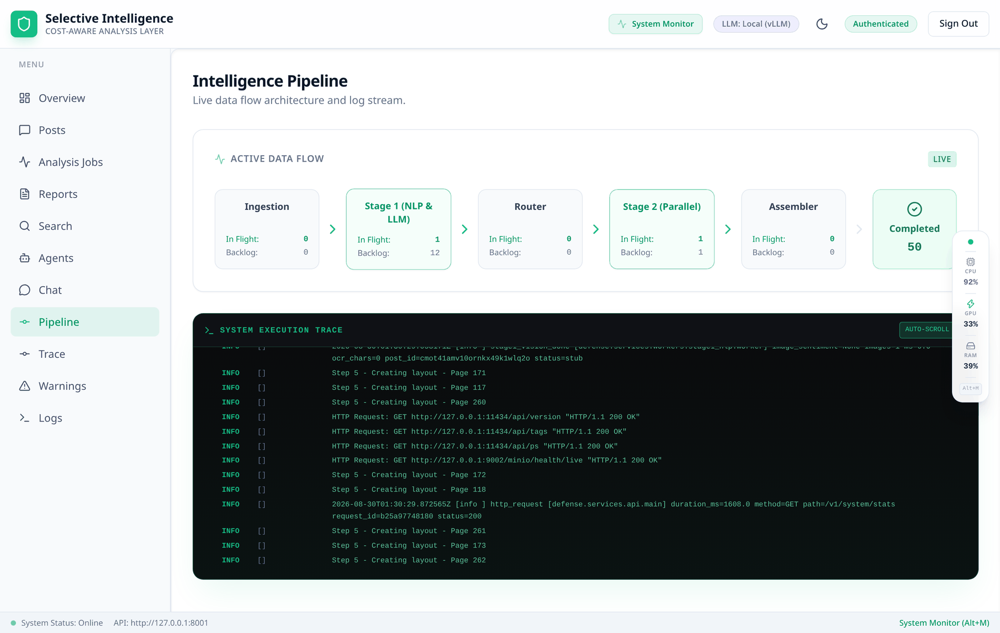 Selective Intelligence
COST-AWARE ANALYSIS LAYER
System Monitor
LLM: Local (vLLM)
Authenticated
Sign Out
MENU
Overview
Posts
Analysis Jobs
Reports
Search
Agents
Chat
Pipeline
Trace
Warnings
Logs
Intelligence Pipeline
Live data flow architecture and log stream.
ACTIVE DATA FLOW
LIVE
Ingestion
In Flight: 0
Backlog: 0
Stage 1 (NLP &
LLM)
In Flight: 1
Backlog: 12
Router
In Flight: 0
Backlog: 0
Stage 2 (Parallel)
In Flight: 1
Backlog: 1
Assembler
In Flight: 0
Backlog: 0
Completed
50
CPU
92%
GPU
33%
RAM
39%
Alt+M
>_ SYSTEM EXECUTION TRACE
AUTO-SCROLL
ocr_chars=0 post_id=cmot41amv10ornkx49k1wlq2o status=stub
INFO [] Step 5 - Creating layout - Page 171
INFO [] Step 5 - Creating layout - Page 117
INFO [] Step 5 - Creating layout - Page 260
INFO [] HTTP Request: GET http://127.0.0.1:11434/api/version "HTTP/1.1 200 OK"
INFO [] HTTP Request: GET http://127.0.0.1:11434/api/tags "HTTP/1.1 200 OK"
INFO [] HTTP Request: GET http://127.0.0.1:11434/api/ps "HTTP/1.1 200 OK"
INFO [] HTTP Request: GET http://127.0.0.1:9002/minio/health/live "HTTP/1.1 200 OK"
INFO [] Step 5 - Creating layout - Page 172
INFO [] Step 5 - Creating layout - Page 118
INFO [] 2026-08-30T01:30:29.872565Z [info ] http_request [defense.services.api.main] duration_ms=1608.0 method=GET path=/v1/system/stats
request_id=b25a97748180 status=200
INFO [] Step 5 - Creating layout - Page 261
INFO [] Step 5 - Creating layout - Page 173
INFO [] Step 5 - Creating layout - Page 262
System Status: Online
API: http://127.0.0.1:8001
System Monitor (Alt+M)